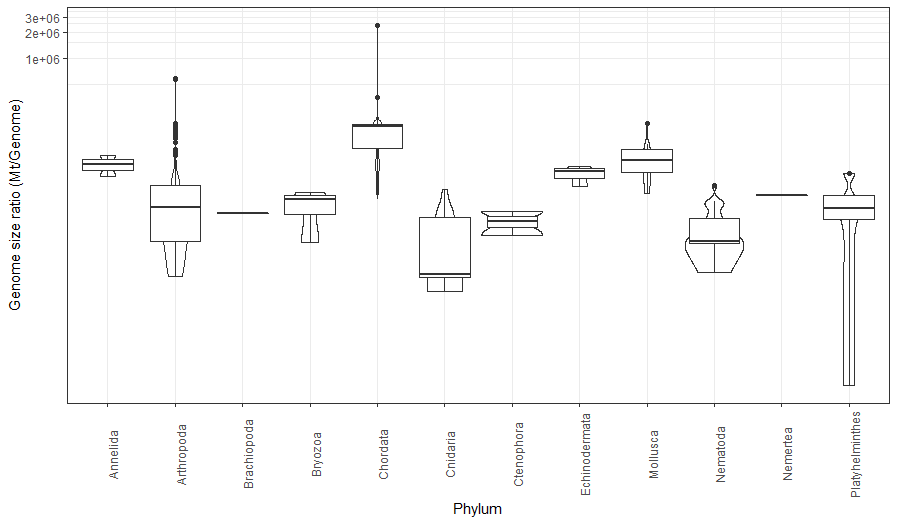 3e+06
2e+06
1e+06
Genome size ratio (Mt/Genome)
Annelida
Arthropoda
Brachiopoda
Bryozoa
Chordata
Cnidaria
Ctenophora
Echinodermata
Mollusca
Nematoda
Nemertea
Platyhelminthes
Phylum